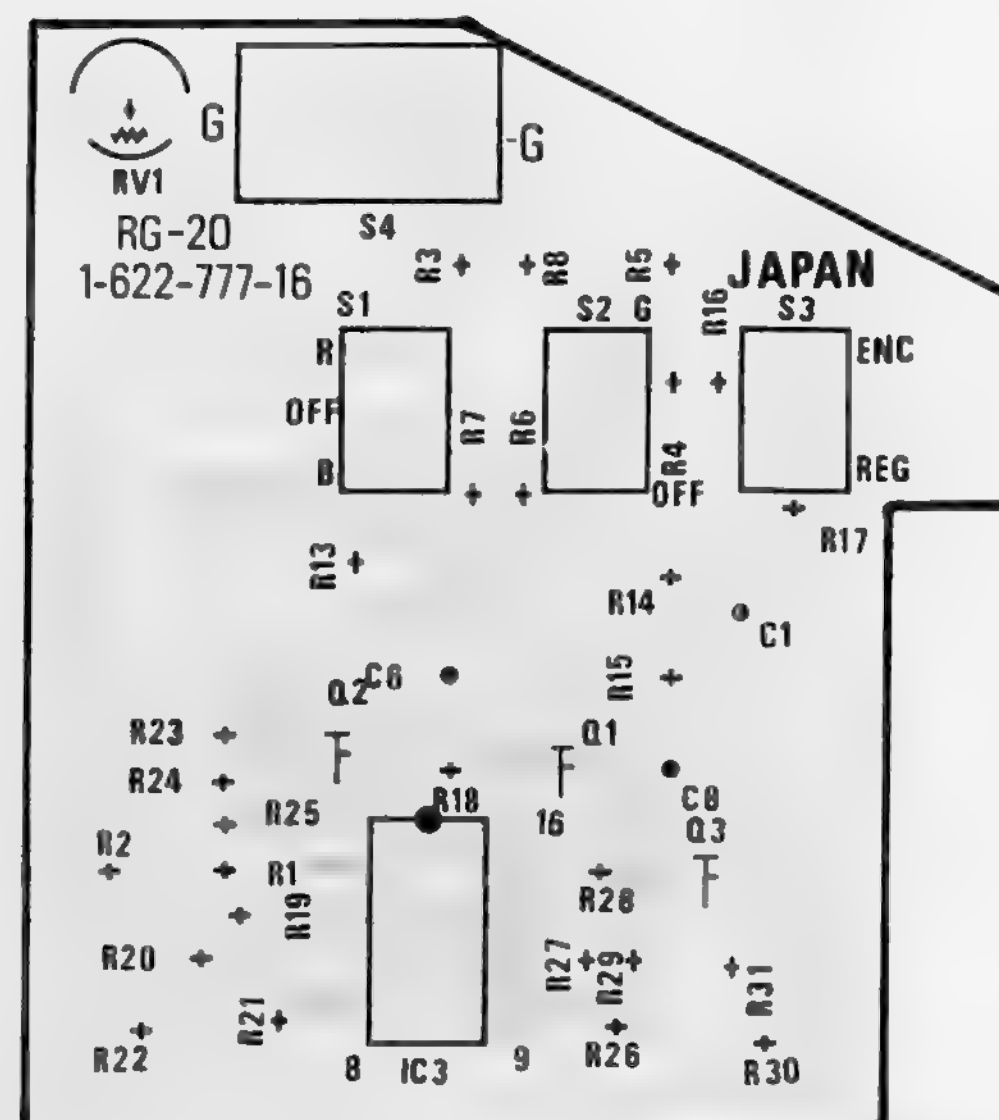 G
-G
RV1
RG-20
S4
1-622-777-16
R3
R8
R5
JAPAN
S1
S2 G
R16
S3
R
ENC
OFF
R7
R6
B
R4
REG
OFF
R17
R13
R14
C1
R15
Q2
C6
R23
Q1
R24
R18
C8
R25
16
Q3
R2
R1
R28
R19
R20
R27
R29
R31
R21
R22
8
IC3
9
R26
R30